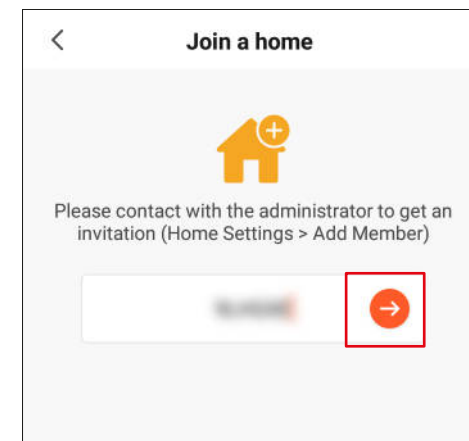 Join a home
Please contact with the administrator to get an
invitation (Home Settings > Add Member)